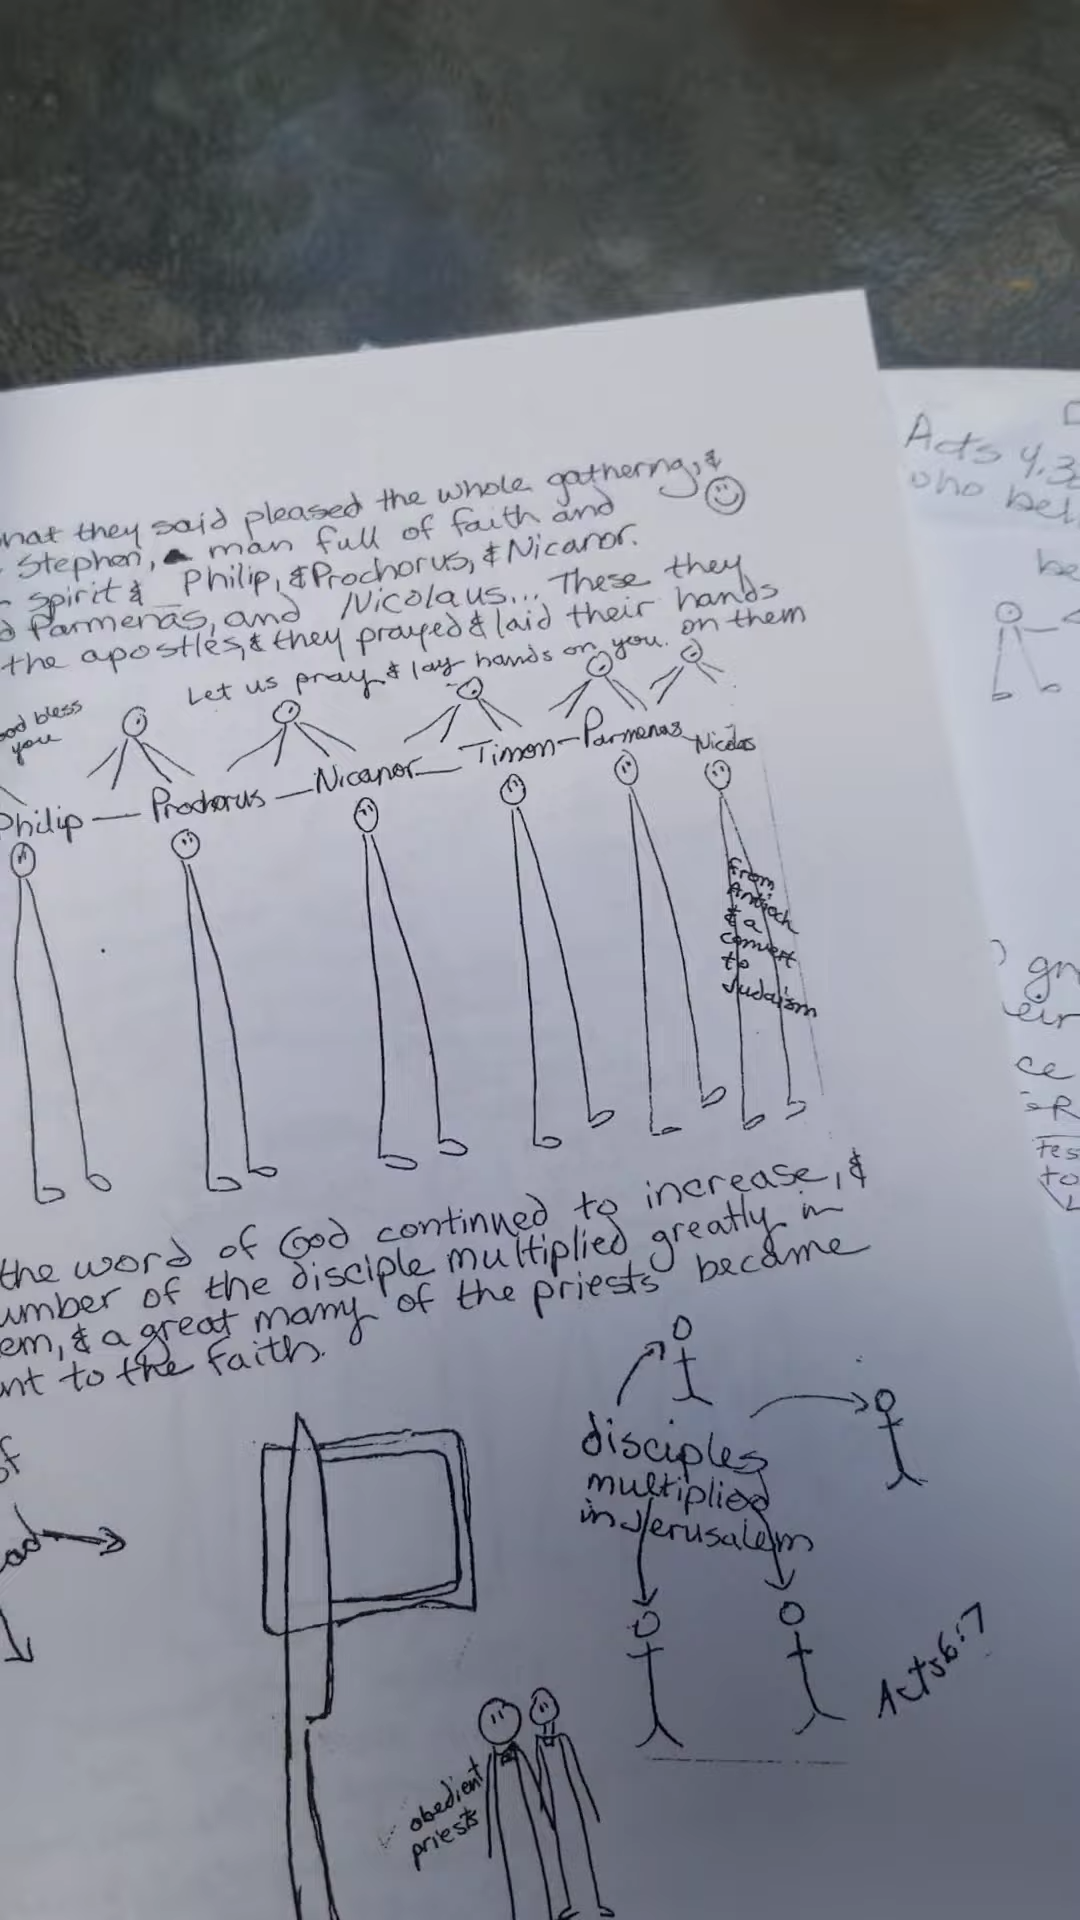 they said pleased the whole gathering, &
Stephen, a man full of faith and
spirit & Philip, & Prochorus, & Nicanor.
Parmenas, and Nicolaus... These they
the apostles, & they prayed & laid their hands
on them
Let us pray & lay hands on you.
bless
you
Philip — Prochorus — Nicanor — Timon — Parmenas Nicolas
from
Antioch
& a
convert
to
Judaism
the word of God continued to increase, &
umber of the disciple multiplied greatly in
em, & a great many of the priests became
nt to the faith.
disciples
multiplied
in Jerusalem
Acts 6:7
obedient
priests
Acts 4.3
who bel
be